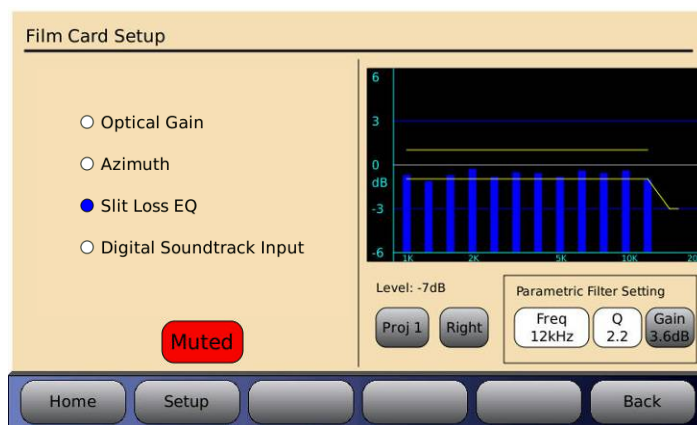 Film Card Setup
Optical Gain
Azimuth
Slit Loss EQ
Digital Soundtrack Input
Muted
6
3
0
dB
-3
-6
1K 2K 5K 10K 20
Level: -7dB
Proj 1
Right
Parametric Filter Setting
Freq
12kHz
Q
2.2
Gain
3.6dB
Home
Setup
Back